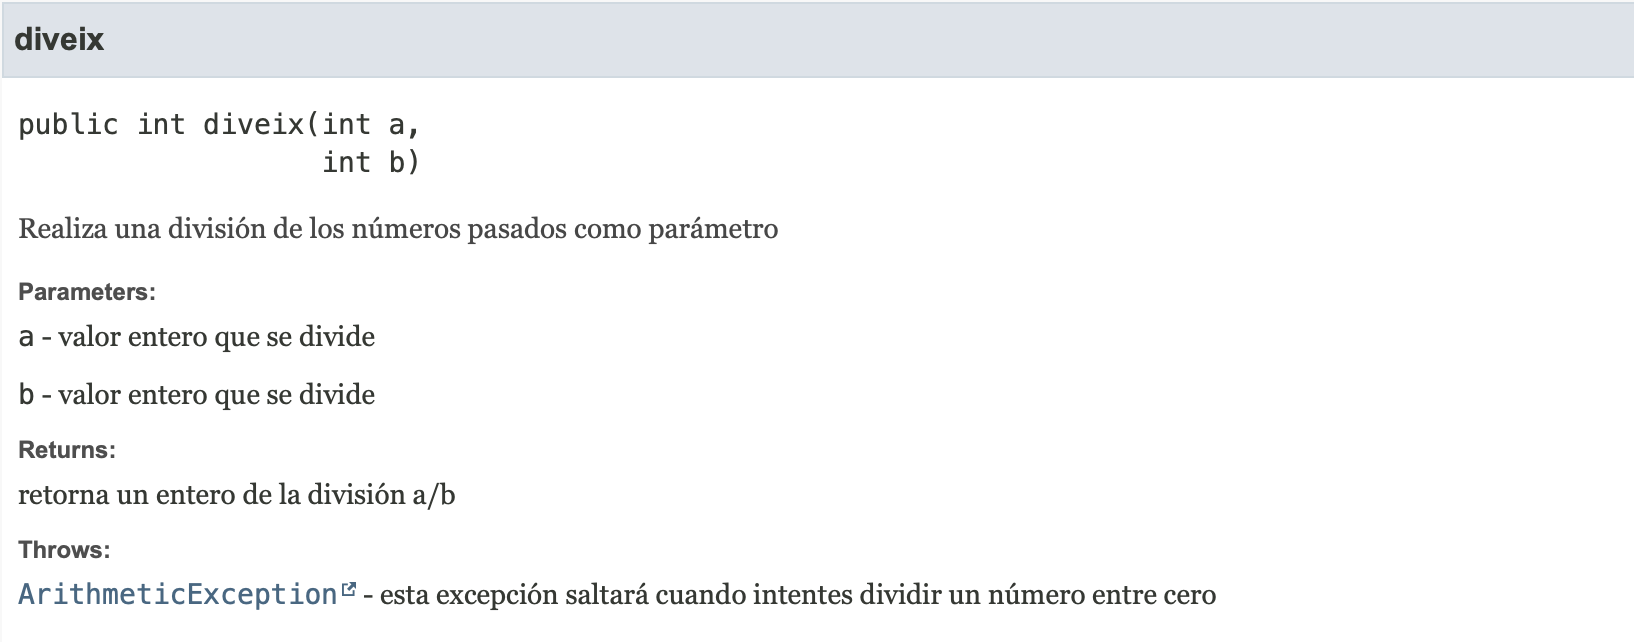 diveix
public int diveix(int a,
int b)
Realiza una división de los números pasados como parámetro
Parameters:
a - valor entero que se divide
b - valor entero que se divide
Returns:
retorna un entero de la división a/b
Throws:
ArithmeticException - esta excepción saltará cuando intentes dividir un número entre cero